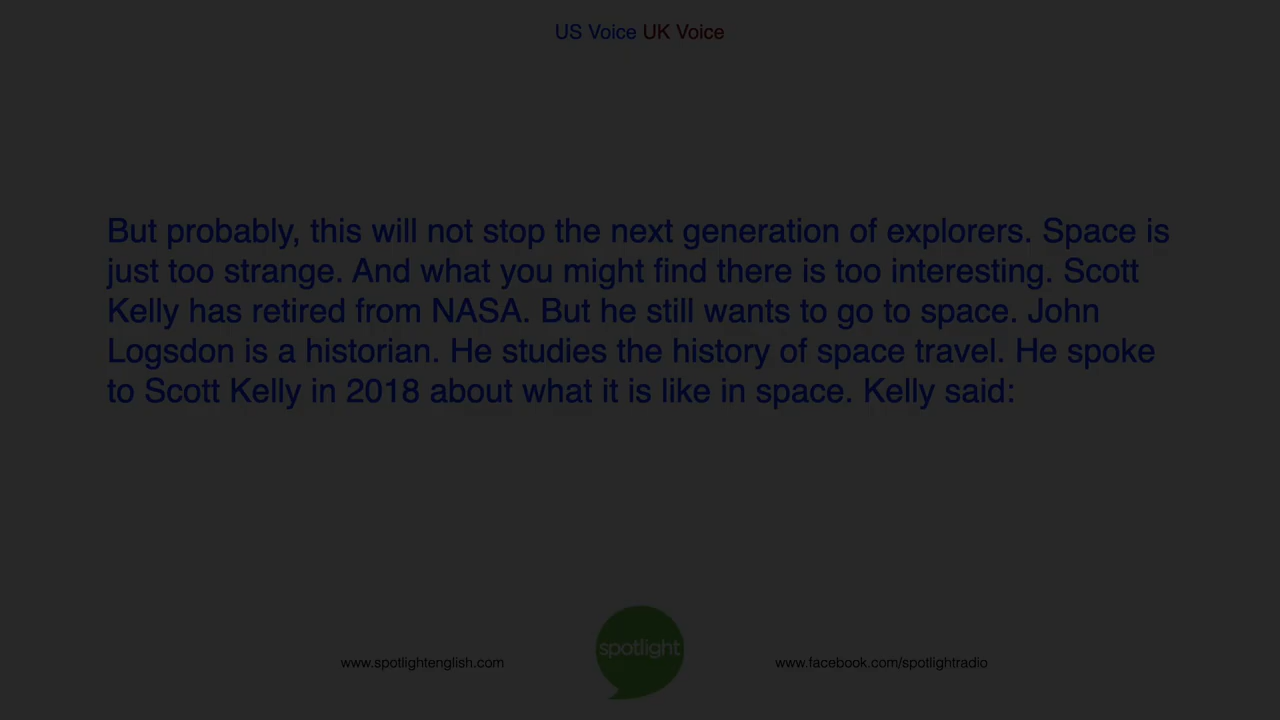 US Voice UK Voice
But probably, this will not stop the next generation of explorers. Space is
just too strange. And what you might find there is too interesting. Scott
Kelly has retired from NASA. But he still wants to go to space. John
Logsdon is a historian. He studies the history of space travel. He spoke
to Scott Kelly in 2018 about what it is like in space. Kelly said:
spotlight
www.spotlightenglish.com
www.facebook.com/spotlightradio